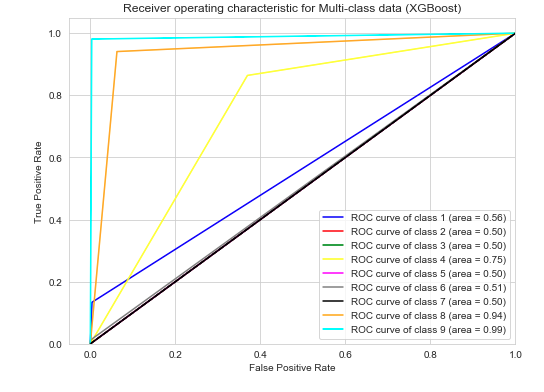 Receiver operating characteristic for Multi-class data (XGBoost)
1.0
0.8
0.6
0.4
0.2
0.0
True Positive Rate
ROC curve of class 1 (area = 0.56)
ROC curve of class 2 (area = 0.50)
ROC curve of class 3 (area = 0.50)
ROC curve of class 4 (area = 0.75)
ROC curve of class 5 (area = 0.50)
ROC curve of class 6 (area = 0.51)
ROC curve of class 7 (area = 0.50)
ROC curve of class 8 (area = 0.94)
ROC curve of class 9 (area = 0.99)
0.0 0.2 0.4 0.6 0.8 1.0
False Positive Rate